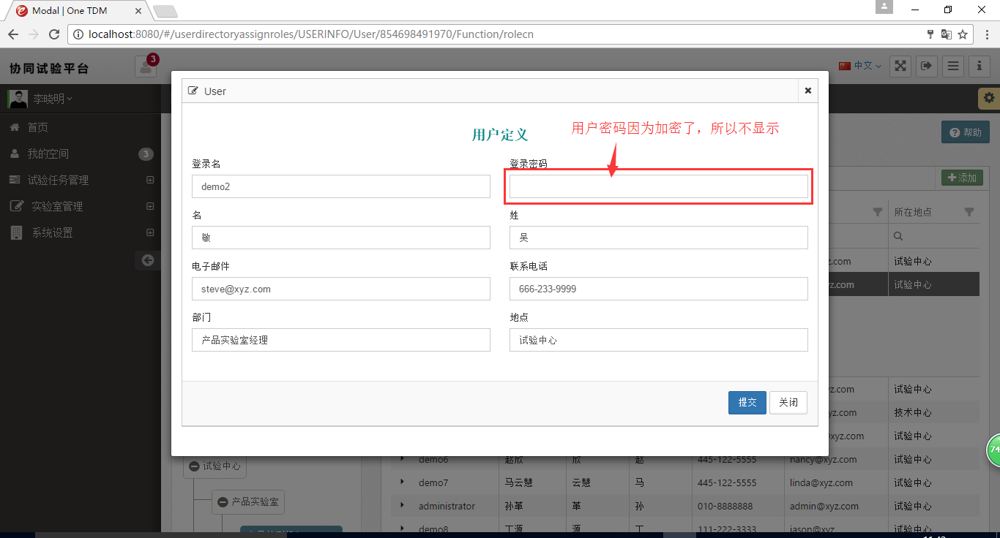 Modal | One TDM
localhost:8080/#/userdirectoryassignroles/USERINFO/User/854698491970/Function/rolecn
协同试验平台
3
中文
李晓明
首页
帮助
我的空间
3
试验任务管理
添加
实验室管理
所在地点
系统设置
User
用户定义
用户密码因为加密了，所以不显示
登录名
登录密码
demo2
名
姓
敏
吴
电子邮件
联系电话
steve@xyz.com
666-233-9999
部门
地点
产品实验室经理
试验中心
提交
关闭
z.com
试验中心
yz.com
试验中心
yz.com
试验中心
yz.com
技术中心
@xyz.com
试验中心
74
试验中心
demo6
赵欣
欣
赵
445-122-5555
nancy@xyz.com
试验中心
demo7
马云慧
云慧
马
445-122-5555
linda@xyz.com
试验中心
产品实验室
administrator
孙革
革
孙
010-8888888
admin@xyz.com
试验中心
demo8
丁源
源
丁
111-222-3333
jason@xyz
试验中心